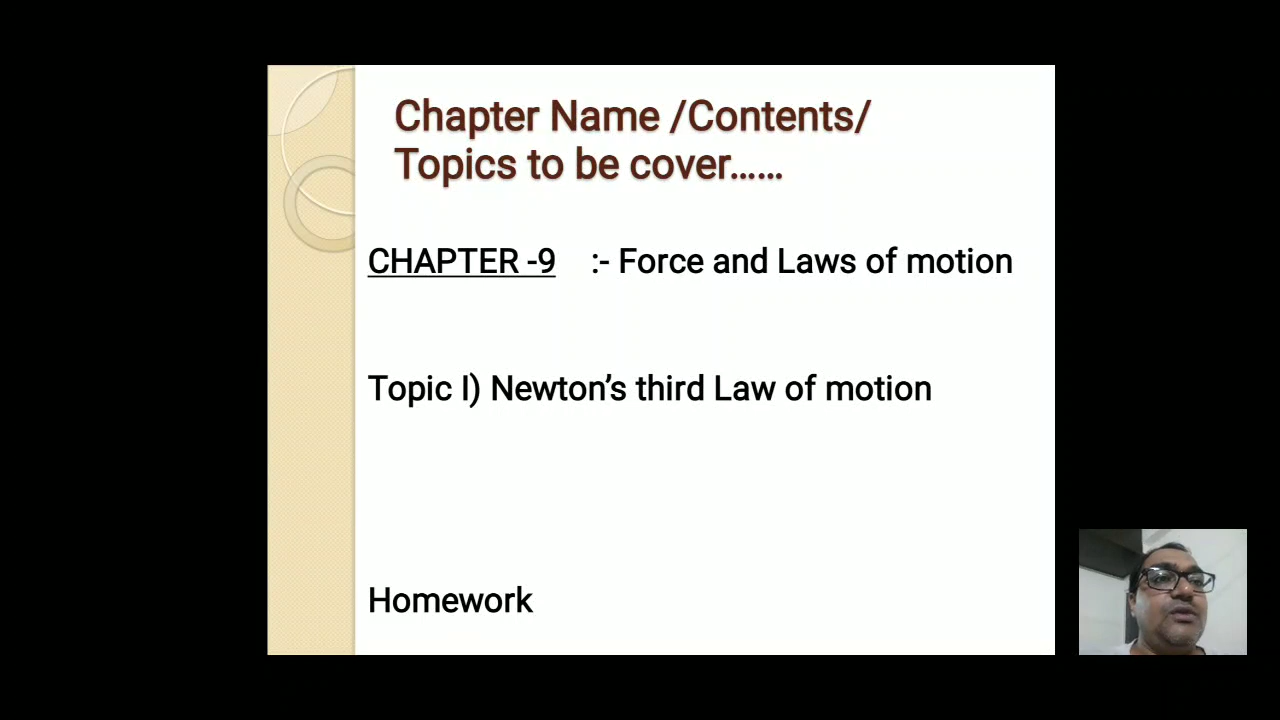 Chapter Name /Contents/
Topics to be cover......
CHAPTER -9 :- Force and Laws of motion
Topic I) Newton’s third Law of motion
Homework